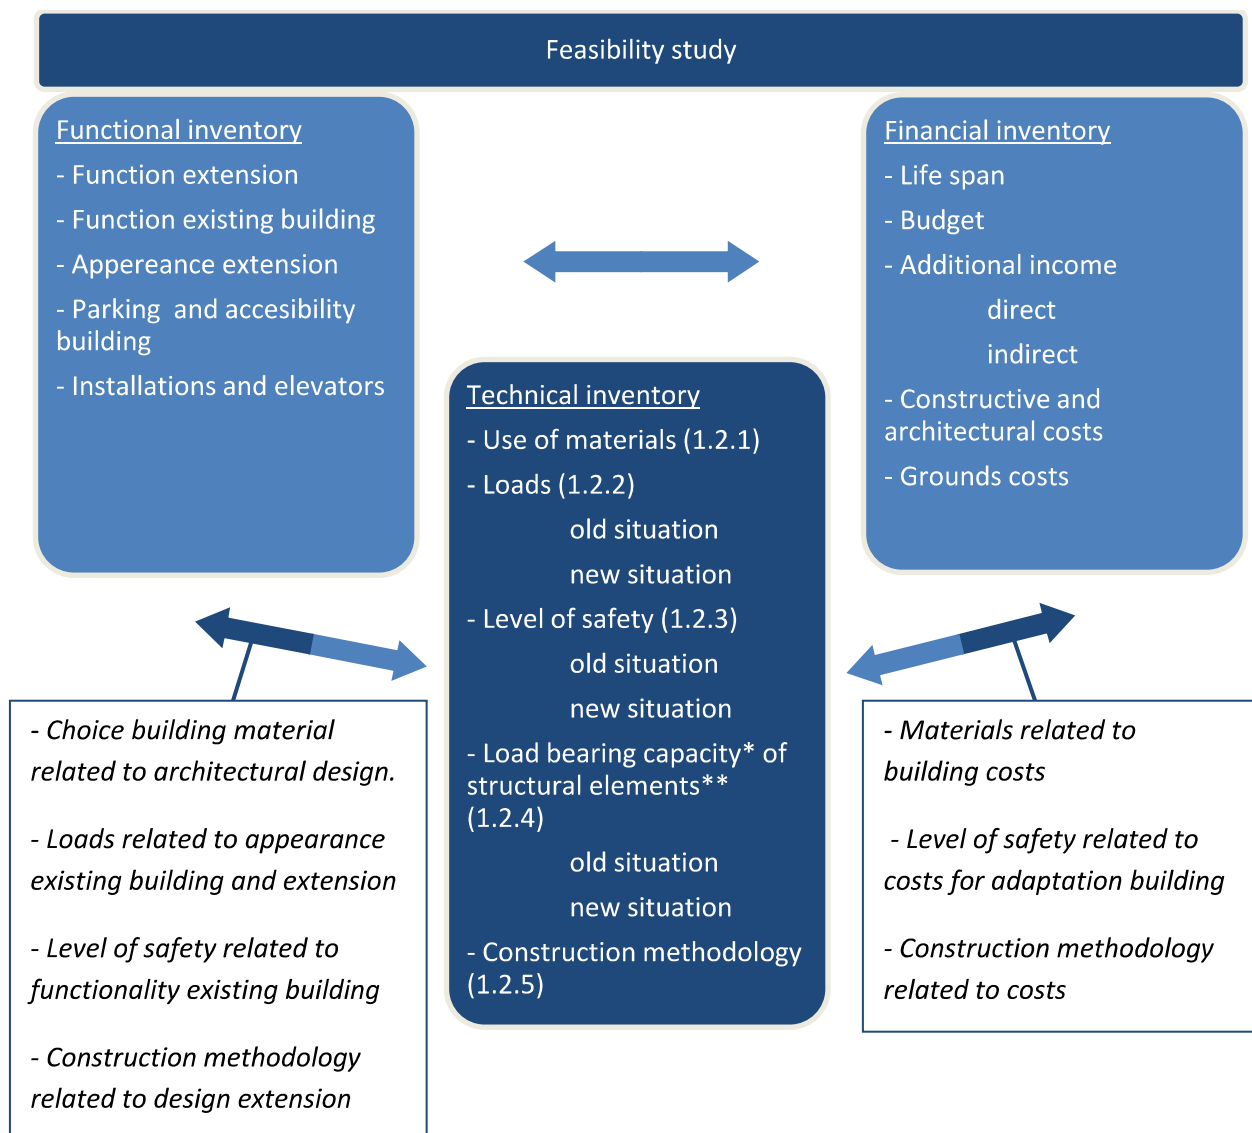 Feasibility study
Functional inventory
- Function extension
- Function existing building
- Appereance extension
- Parking  and accesibility
building
- Installations and elevators
Financial inventory
- Life span
- Budget
- Additional income
direct
indirect
- Constructive and
architectural costs
- Grounds costs
Technical inventory
- Use of materials (1.2.1)
- Loads (1.2.2)
old situation
new situation
- Level of safety (1.2.3)
old situation
new situation
- Load bearing capacity* of
structural elements**
(1.2.4)
old situation
new situation
- Construction methodology
(1.2.5)
- Choice building material
related to architectural design.
- Loads related to appearance
existing building and extension
- Level of safety related to
functionality existing building
- Construction methodology
related to design extension
- Materials related to
building costs
- Level of safety related to
costs for adaptation building
- Construction methodology
related to costs